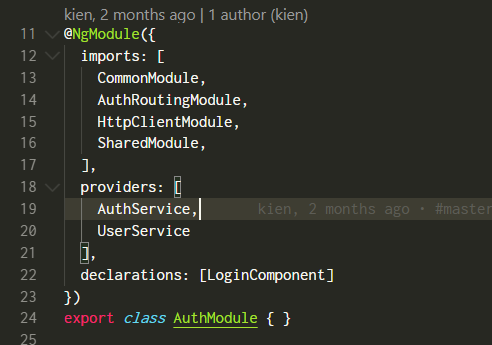 kien, 2 months ago | 1 author (kien)
11 @NgModule({
12 imports: [
13 CommonModule,
14 AuthRoutingModule,
15 HttpClientModule,
16 SharedModule,
17 ],
18 providers: [
19 AuthService, kien, 2 months ago • #master
20 UserService
21 ],
22 declarations: [LoginComponent]
23 })
24 export class AuthModule { }
25